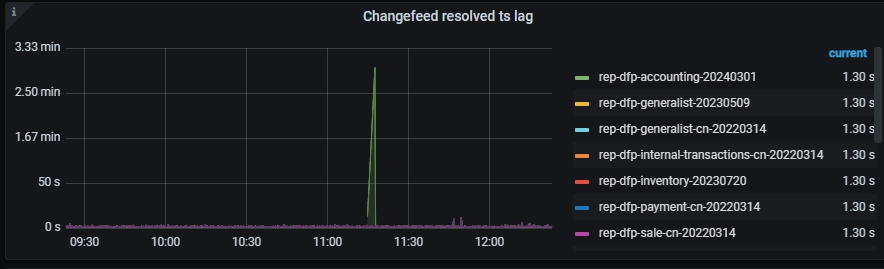 i
Changefeed resolved ts lag
3.33 min
2.50 min
1.67 min
50 s
0 s
09:30 10:00 10:30 11:00 11:30 12:00
current
rep-dfp-accounting-20240301 1.30 s
rep-dfp-generalist-20230509 1.30 s
rep-dfp-generalist-cn-20220314 1.30 s
rep-dfp-internal-transactions-cn-20220314 1.30 s
rep-dfp-inventory-20230720 1.30 s
rep-dfp-payment-cn-20220314 1.30 s
rep-dfp-sale-cn-20220314 1.30 s